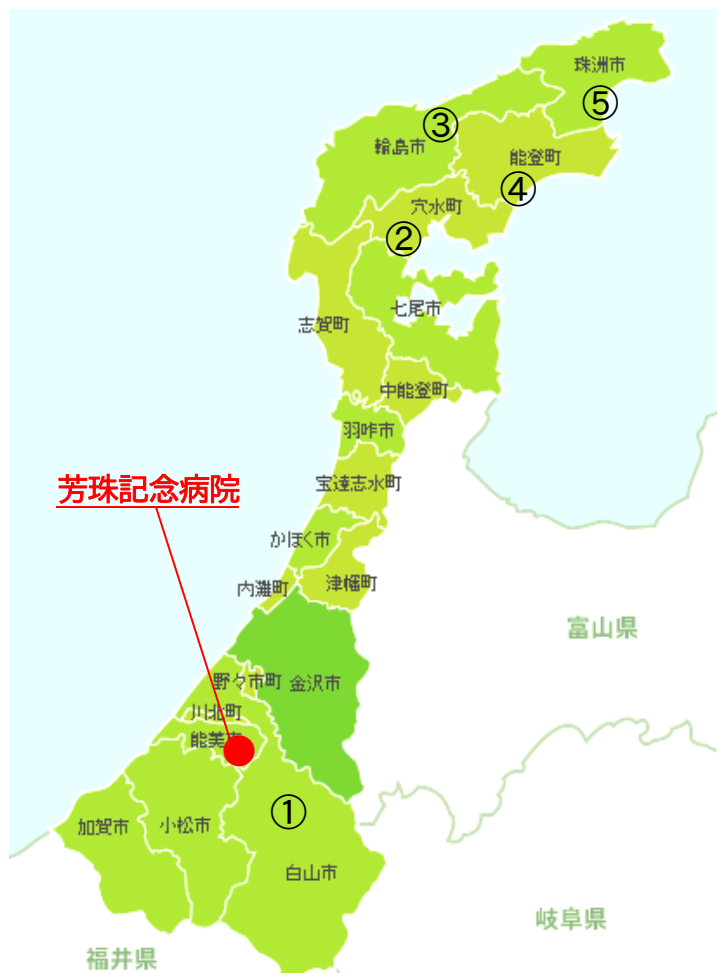 珠洲市
⑤
③
輪島市
能登町
④
穴水町
②
七尾市
志賀町
中能登町
羽咋市
宝達志水町
芳珠記念病院
かほく市
内灘町
津幡町
富山県
野々市町
金沢市
川北町
能美市
①
加賀市
小松市
白山市
岐阜県
福井県